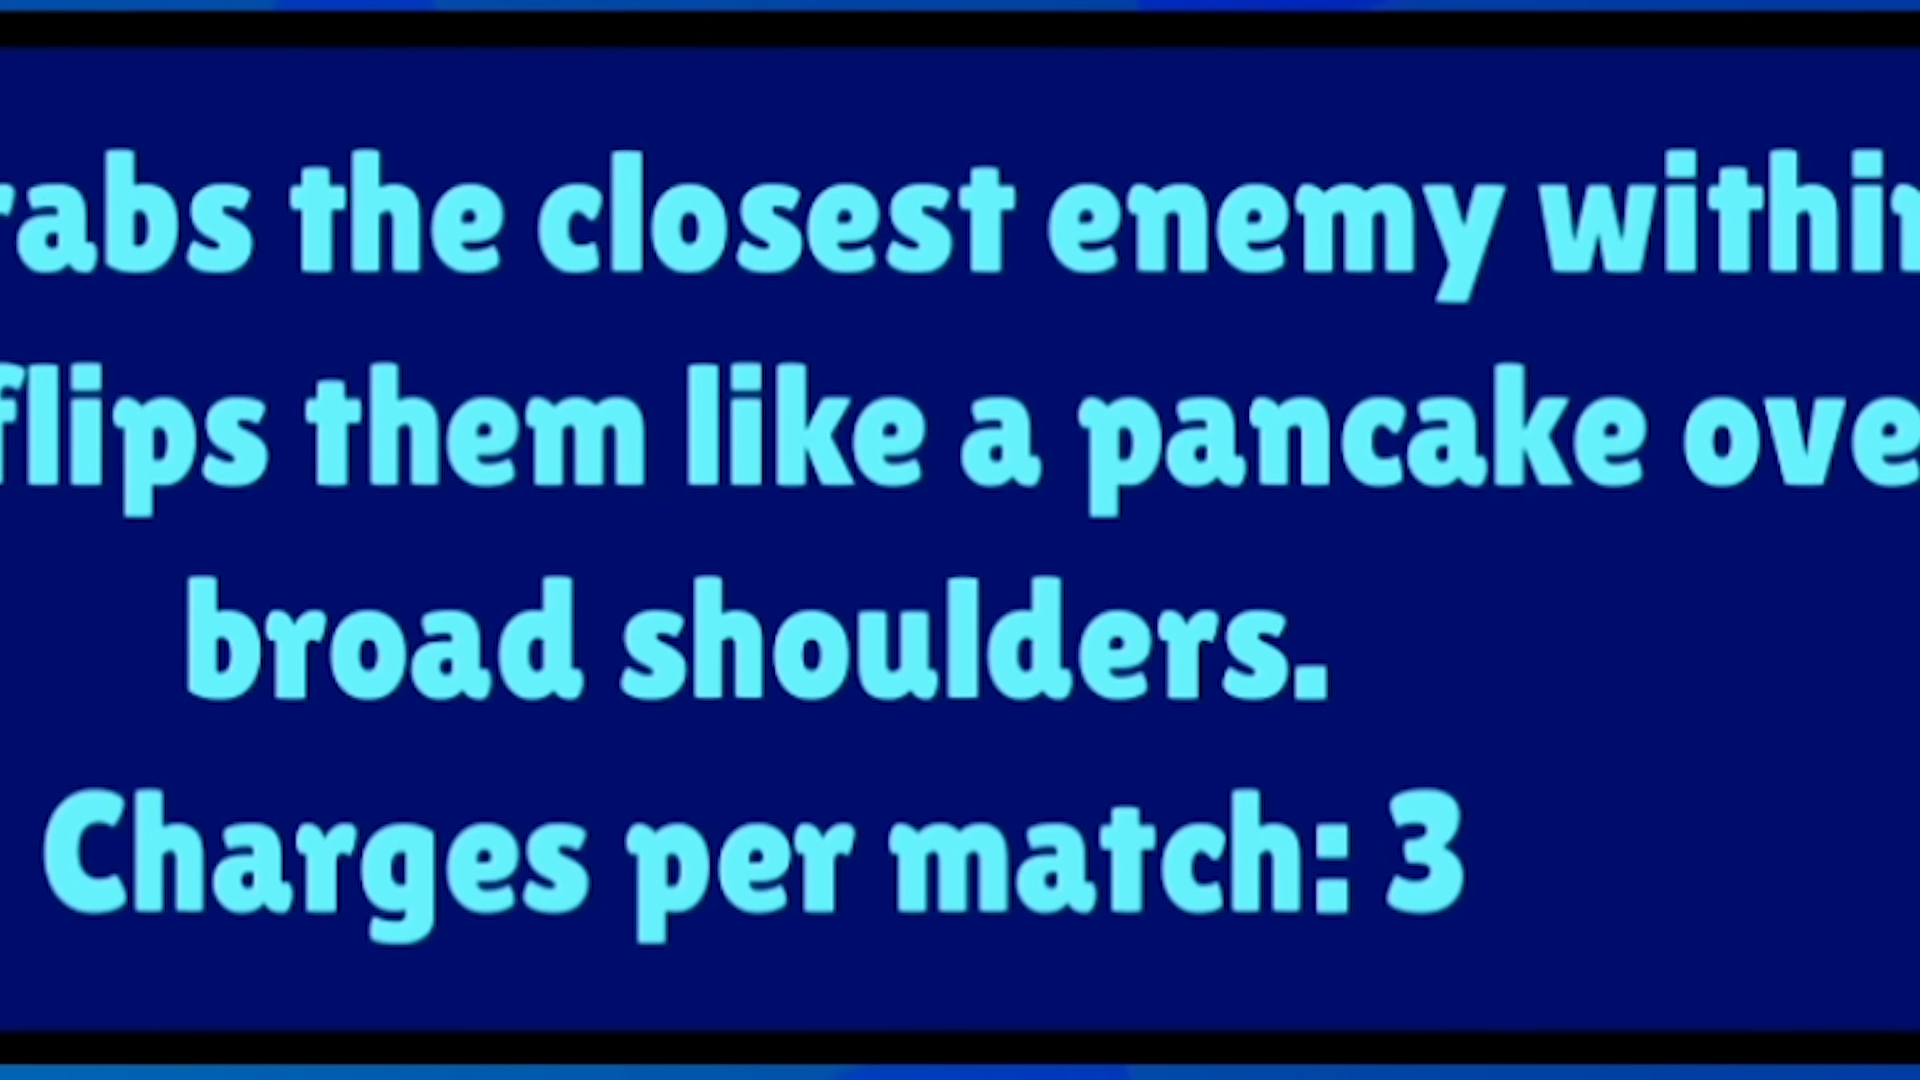 rabs the closest enemy within
flips them like a pancake ove
broad shoulders.
Charges per match: 3